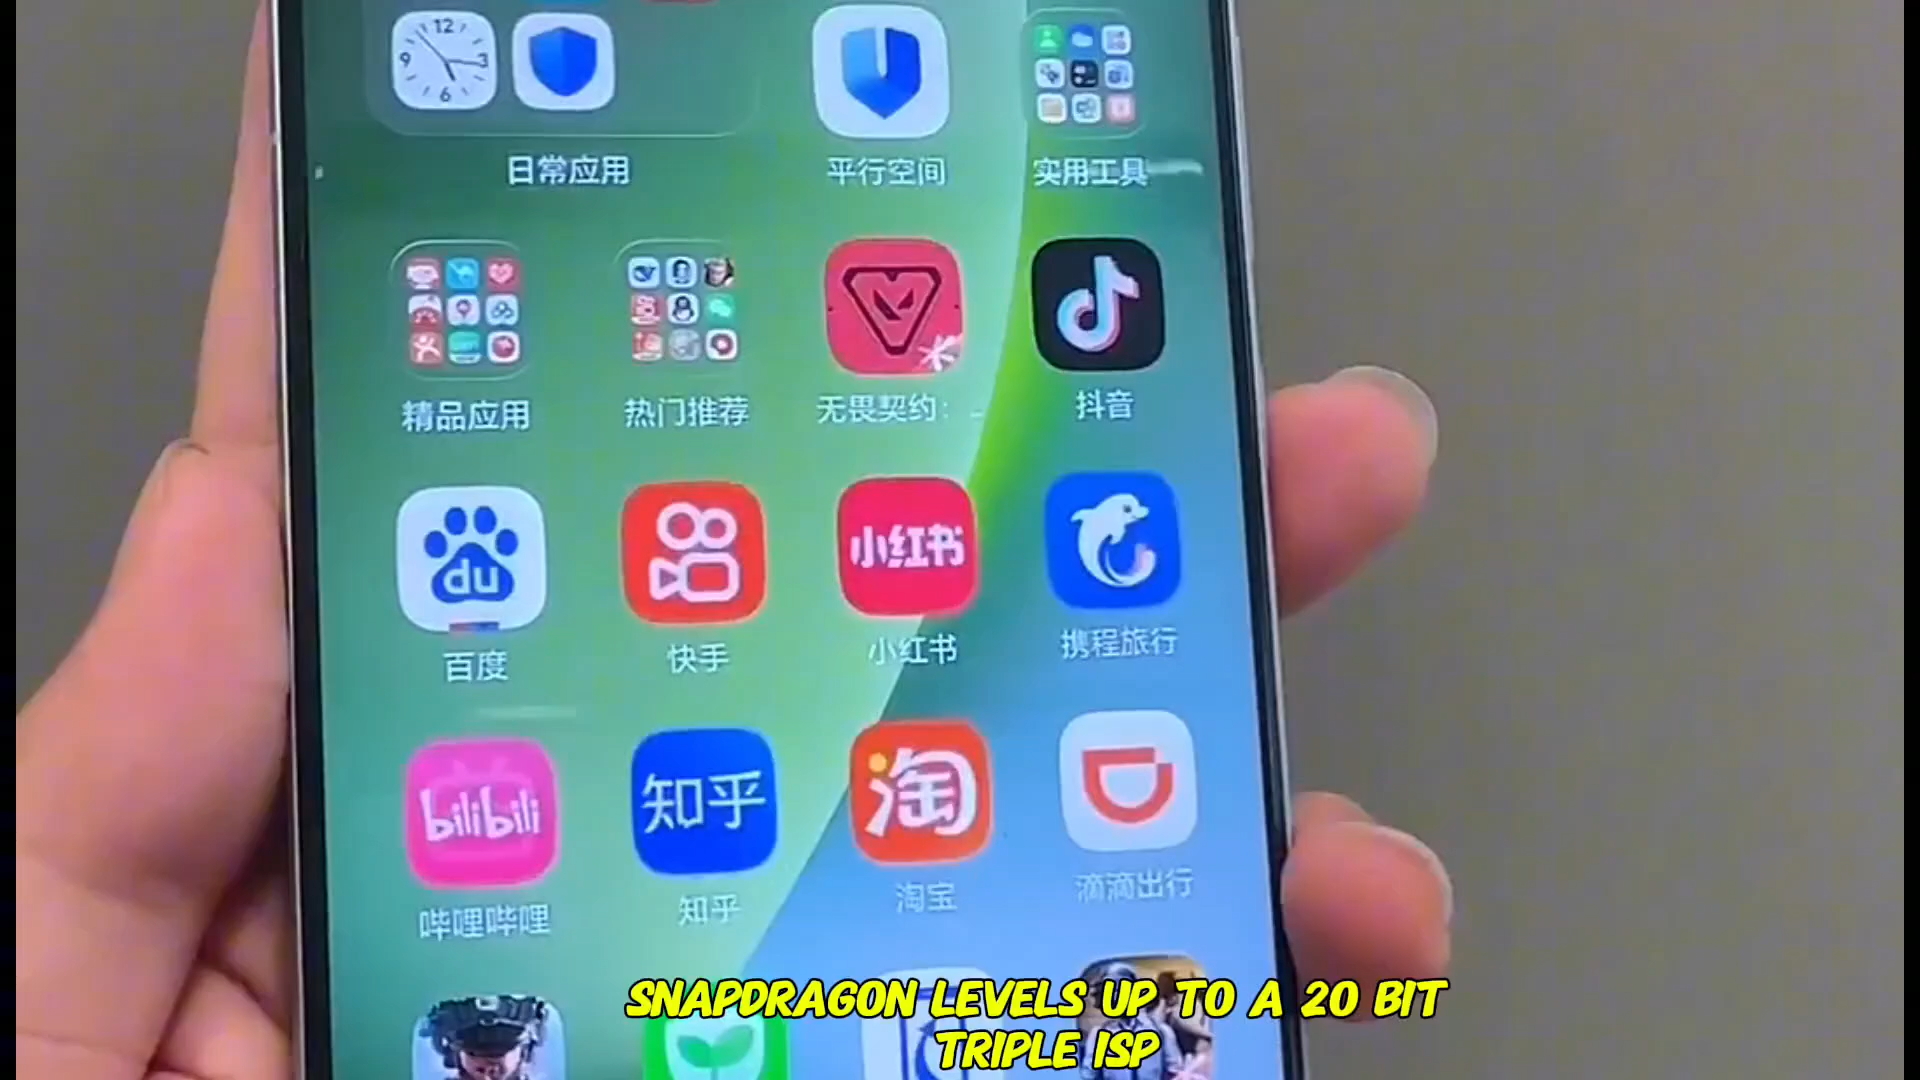 12
9 3
6
日常应用
平行空间
实用工具
精品应用
热门推荐
无畏契约：
抖音
du
小红书
百度
快手
小红书
携程旅行
bilibili
知乎
淘
哔哩哔哩
知乎
淘宝
滴滴出行
SNAPDRAGON LEVELS UP TO A 20 BIT
TRIPLE ISP